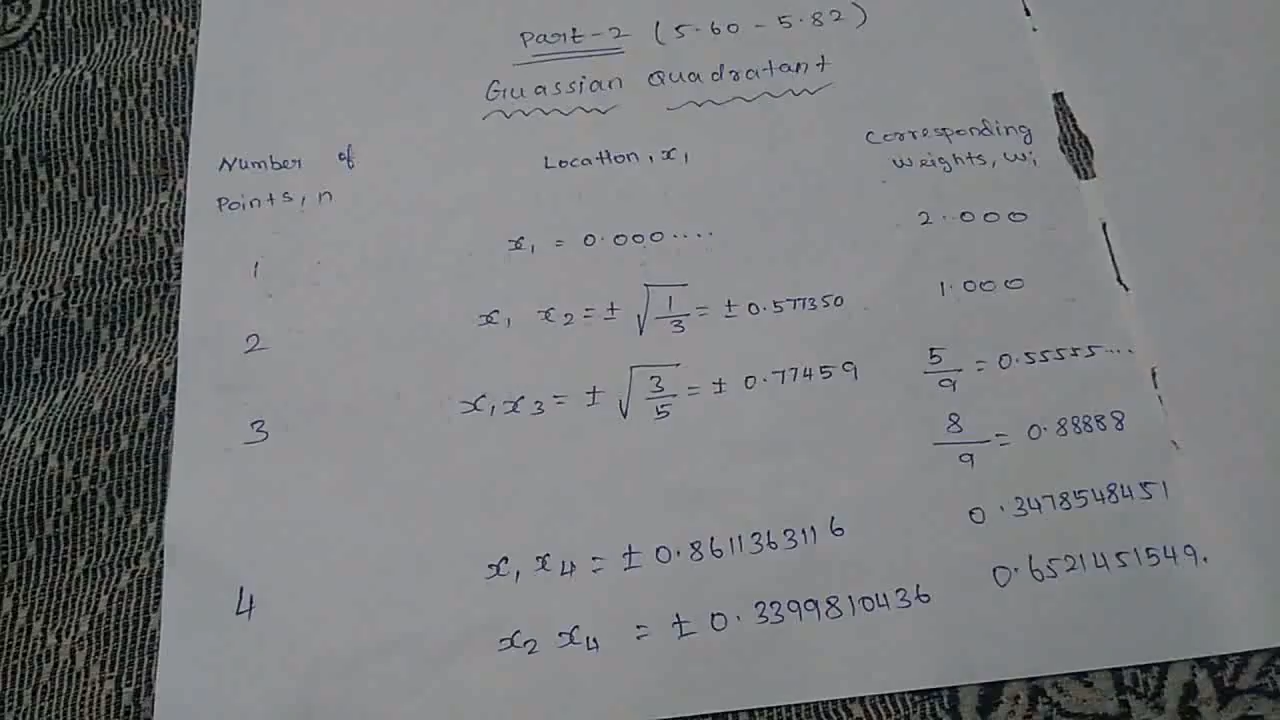 Part-2 (5.60 - 5.82)
Guassian Quadratant
Number of Points, n
Location, x₁
Corresponding Weights, wᵢ
1
x₁ = 0.000....
2.000
2
x₁ x₂ = ± √(1/3) = ± 0.577350
1.000
3
x₁ x₃ = ± √(3/5) = ± 0.77459
5/9 = 0.55555...
8/9 = 0.88888
4
x₁ x₄ = ± 0.8611363116
0.3478548451
x₂ x₄ = ± 0.3399810436
0.6521451549.